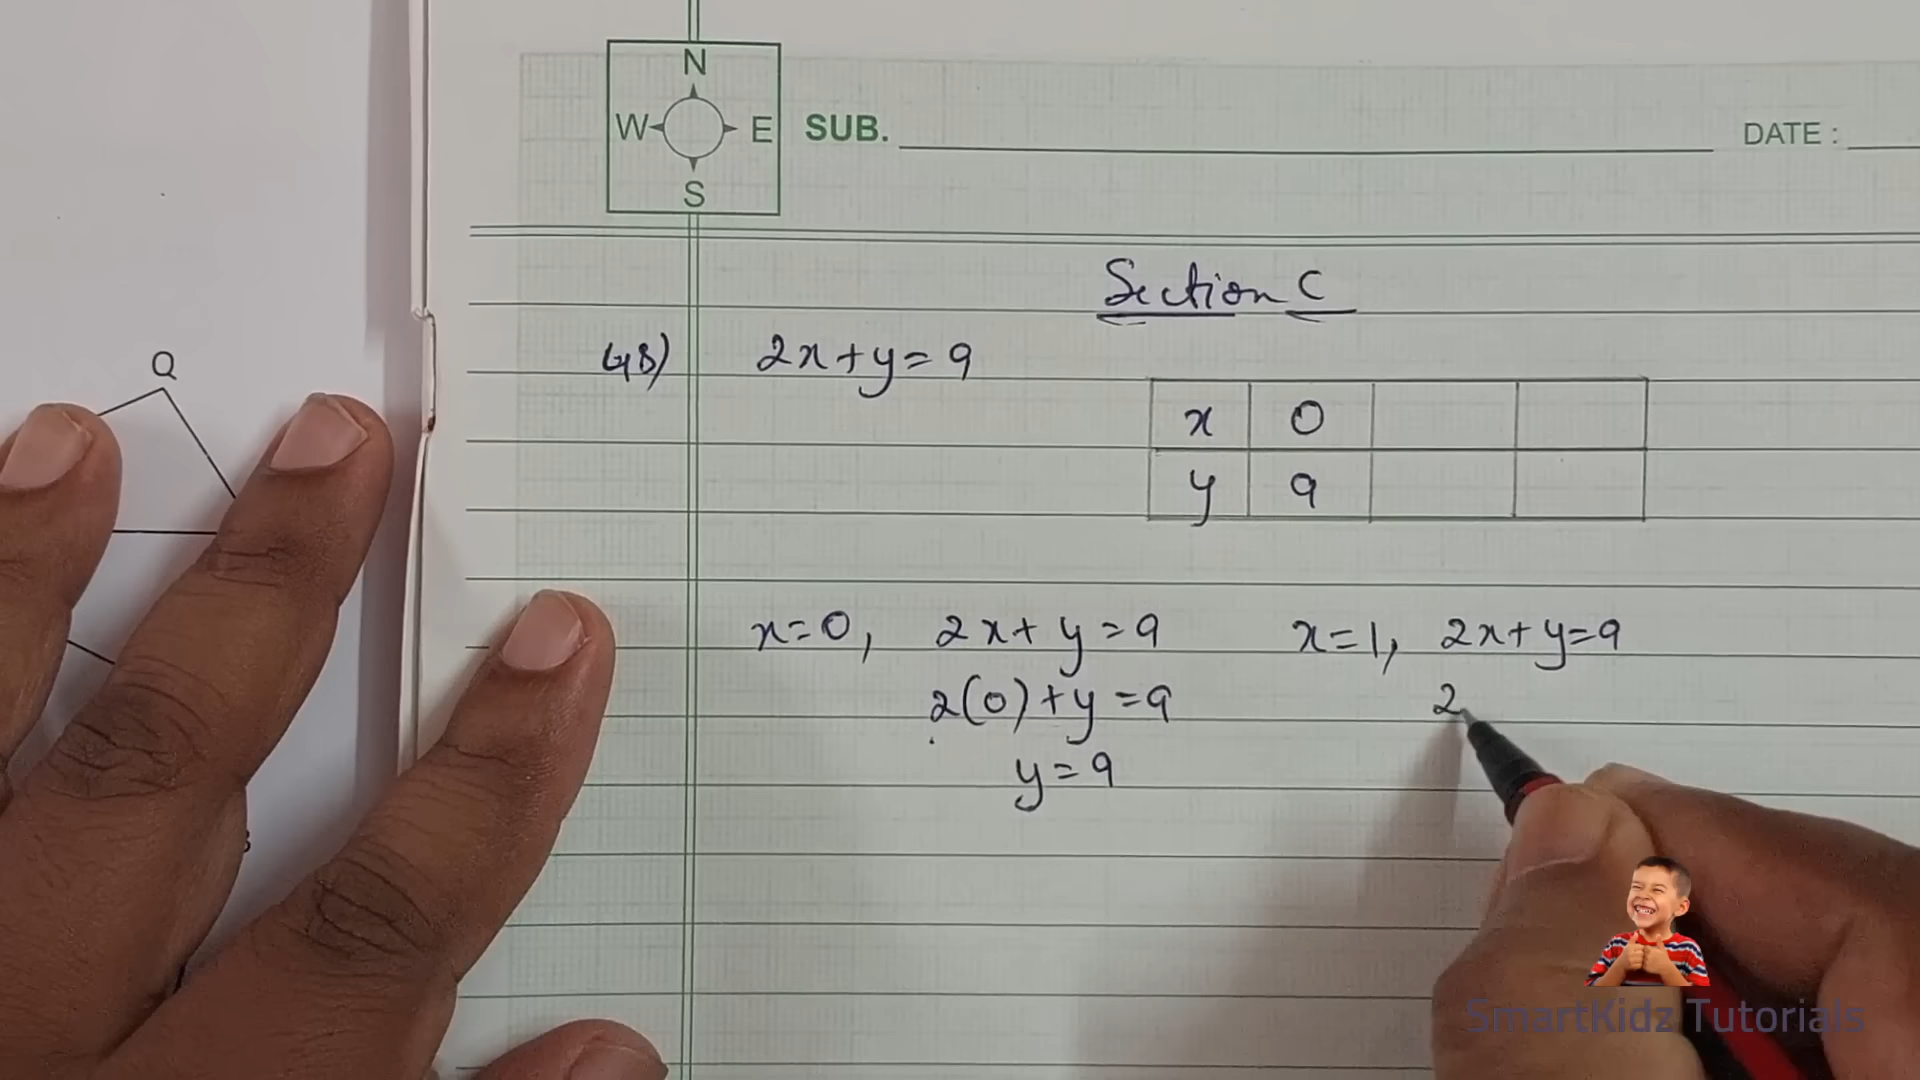 N
W E
S
SUB.
DATE :
Section C
48) 2x+y=9
x 0
y 9
Q
x=0, 2x+y=9
2(0)+y=9
y=9
x=1, 2x+y=9
2
SmartKidz Tutorials